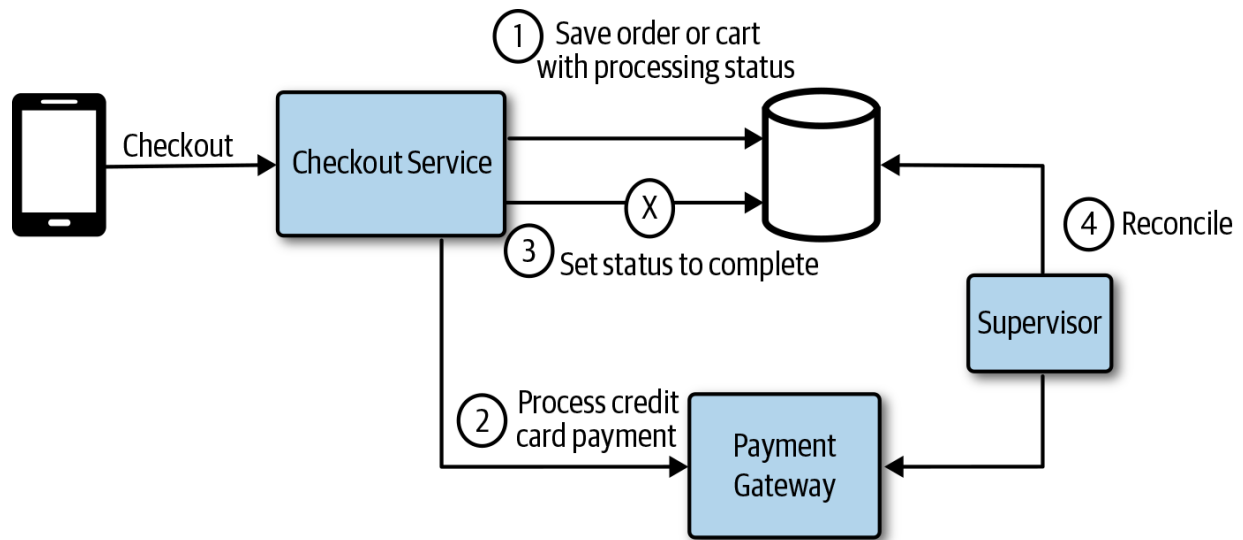 1 Save order or cart
with processing status
Checkout
Checkout Service
X
3 Set status to complete
4 Reconcile
Supervisor
2 Process credit
card payment
Payment
Gateway